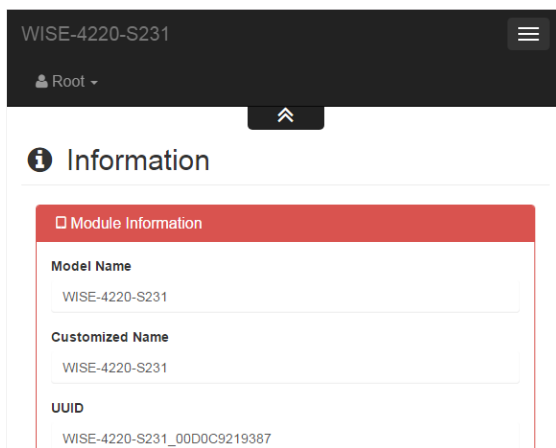 WISE-4220-S231
Root
Information
Module Information
Model Name
WISE-4220-S231
Customized Name
WISE-4220-S231
UUID
WISE-4220-S231_00D0C9219387